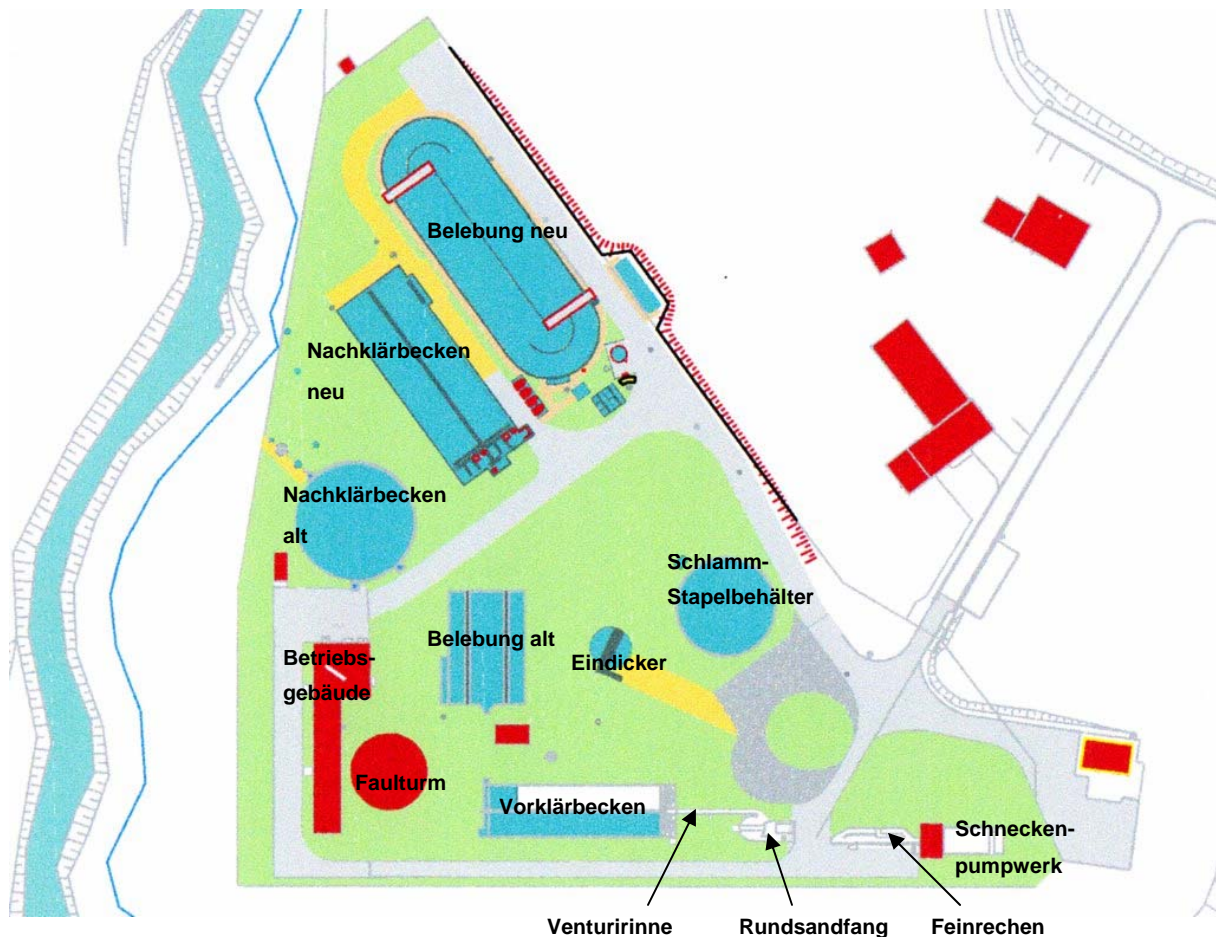 Belebung neu
Nachklärbecken
neu
Nachklärbecken
alt
Schlamm-
Stapelbehälter
Belebung alt
Eindicker
Betriebs-
gebäude
Faulturm
Vorklärbecken
Schnecken-
pumpwerk
Venturirinne
Rundsandfang
Feinrechen